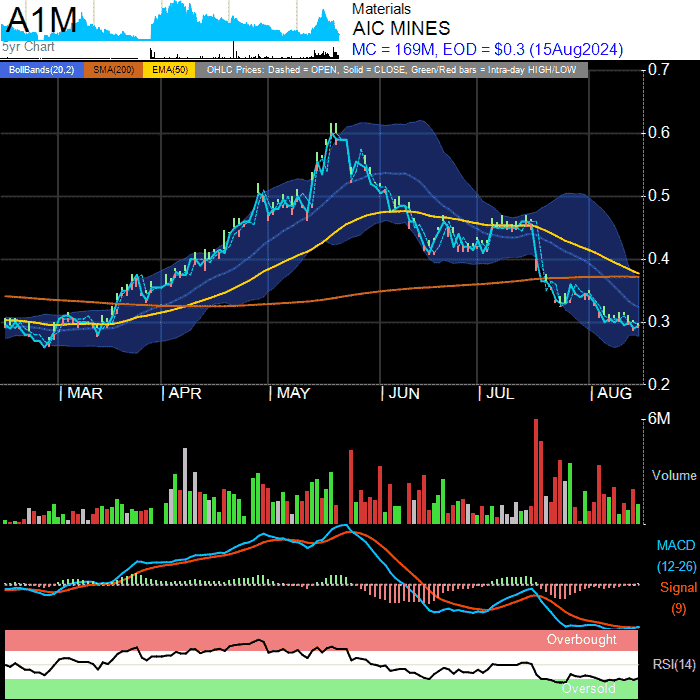 A1M
5yr Chart
Materials
AIC MINES
MC = 169M, EOD = $0.3 (15Aug2024)
BollBands(20,2) SMA(200) EMA(50) OHLC Prices: Dashed = OPEN, Solid = CLOSE, Green/Red bars = Intra-day HIGH/LOW
0.7
0.6
0.5
0.4
0.3
0.2
MAR APR MAY JUN JUL AUG
6M
Volume
MACD
(12-26)
Signal
(9)
Overbought
RSI(14)
Oversold